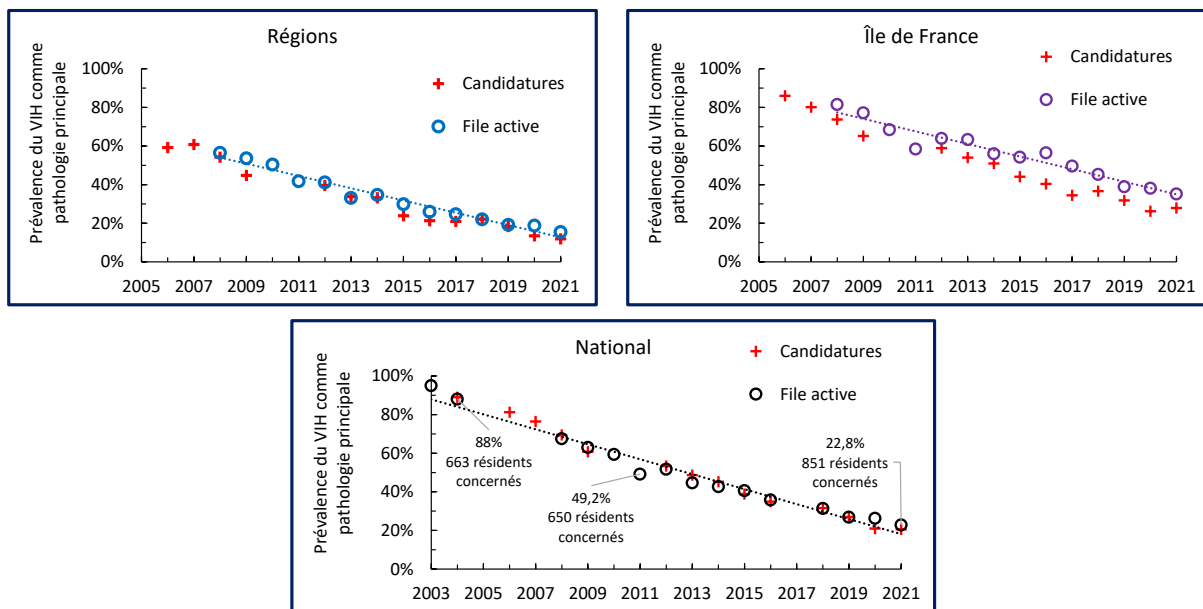 Régions
Prévalence du VIH comme
pathologie principale
100%
80%
60%
40%
20%
0%
Candidatures
File active
2005 2007 2009 2011 2013 2015 2017 2019 2021
Île de France
Prévalence du VIH comme
pathologie principale
100%
80%
60%
40%
20%
0%
Candidatures
File active
2005 2007 2009 2011 2013 2015 2017 2019 2021
National
Prévalence du VIH comme
pathologie principale
100%
80%
60%
40%
20%
0%
Candidatures
File active
88%
663 résidents
concernés
49,2%
650 résidents
concernés
22,8%
851 résidents
concernés
2003 2005 2007 2009 2011 2013 2015 2017 2019 2021